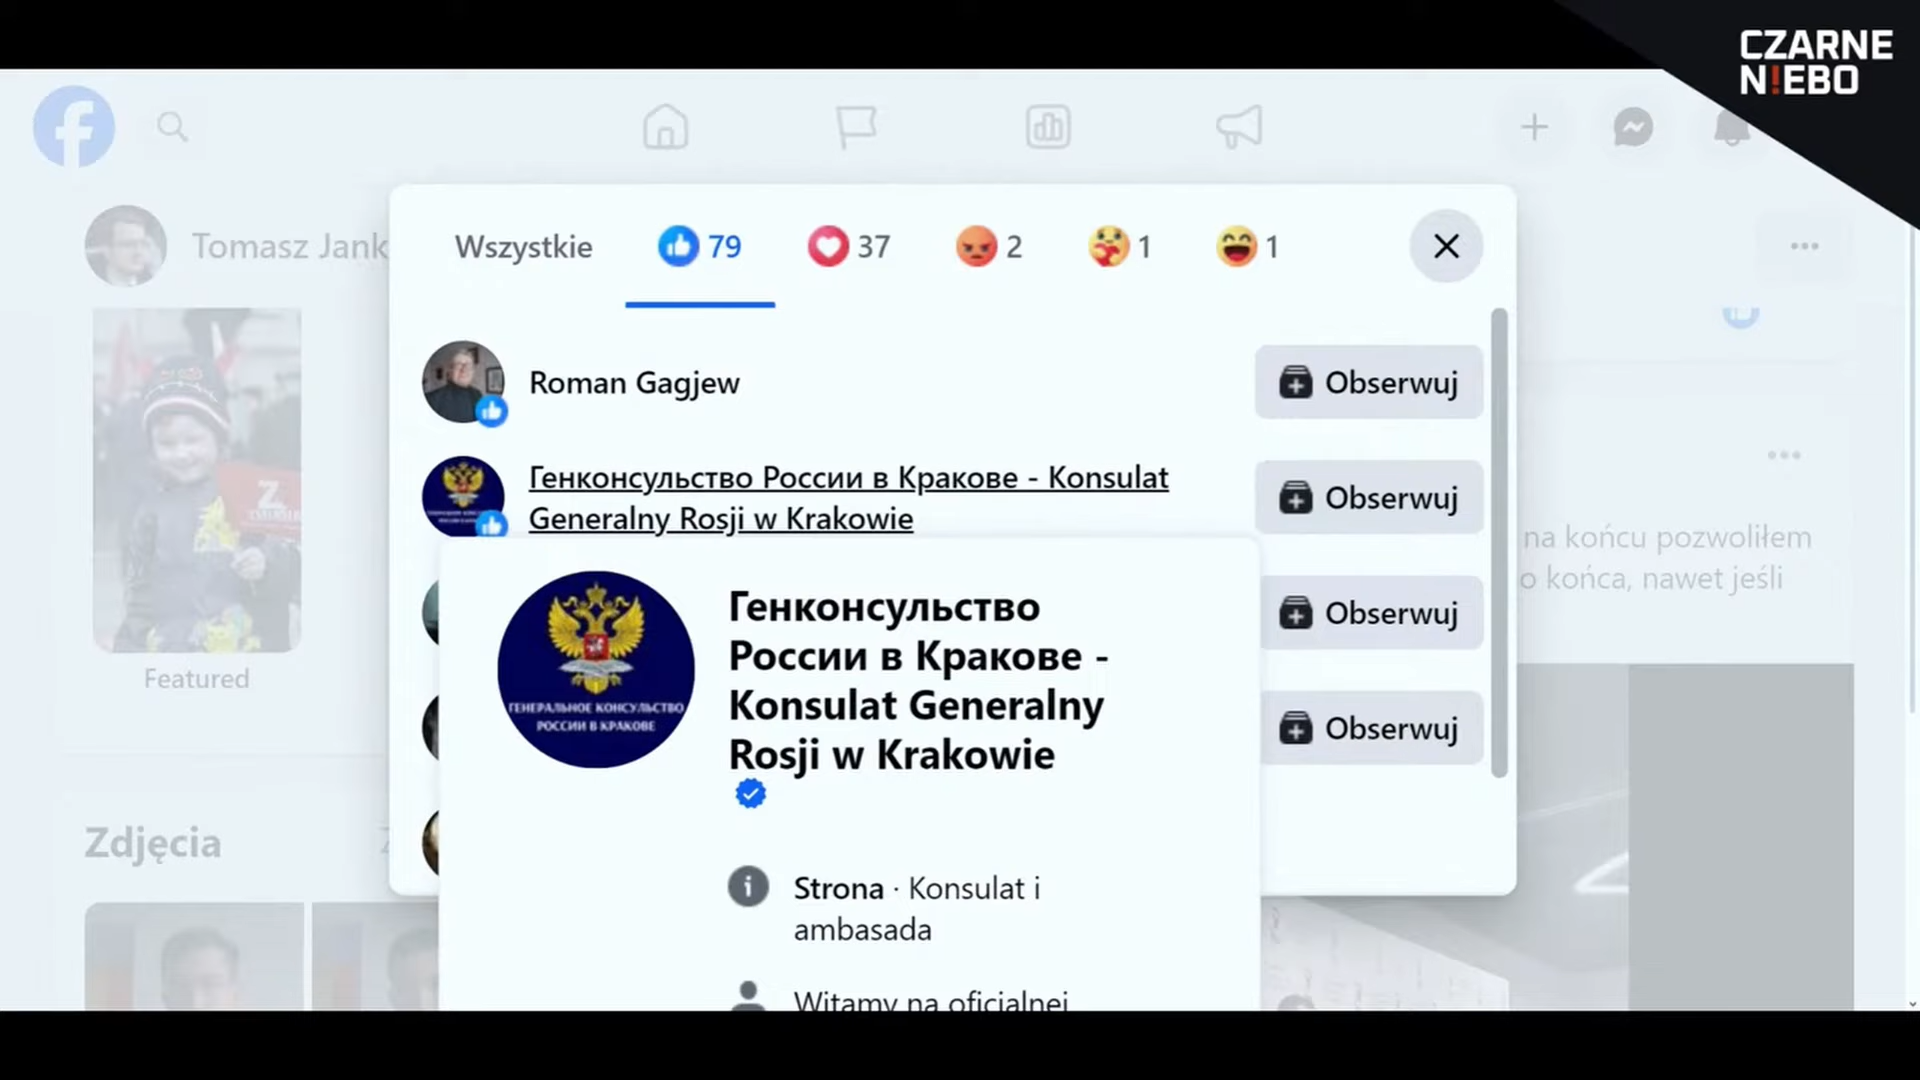 CZARNE
N!EBO
Tomasz Jank
Wszystkie
79
37
2
1
1
Roman Gagjew
Obserwuj
Генконсульство России в Кракове - Konsulat
Generalny Rosji w Krakowie
Obserwuj
Генконсульство
России в Кракове -
Konsulat Generalny
Rosji w Krakowie
ГЕНЕРАЛЬНОЕ КОНСУЛЬСТВО
РОССИИ В КРАКОВЕ
Obserwuj
Obserwuj
Strona · Konsulat i
ambasada
Witamy na oficjalnej
na końcu pozwoliłem
o końca, nawet jeśli
Z
Featured
Zdjęcia